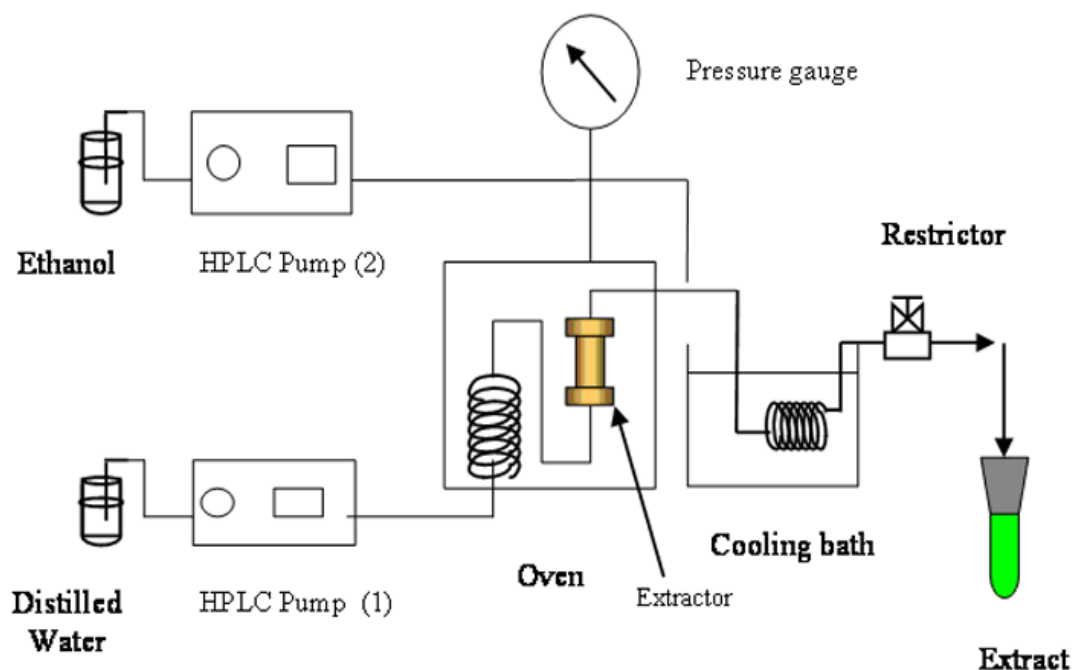 Pressure gauge
Restrictor
Ethanol
HPLC Pump (2)
Cooling bath
Oven
Extractor
Distilled
Water
HPLC Pump (1)
Extract